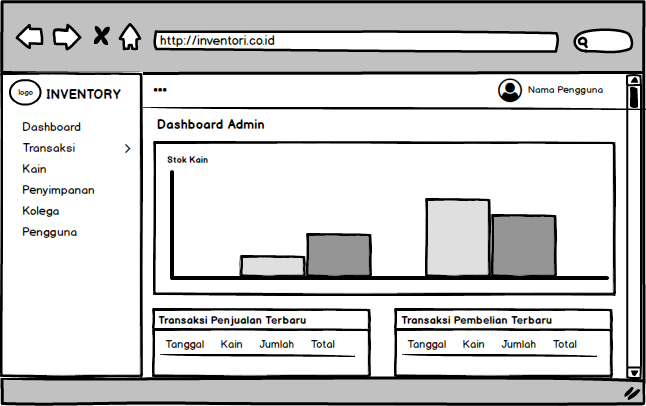 http://inventori.co.id
logo
INVENTORY
Nama Pengguna
Dashboard
Transaksi
Kain
Penyimpanan
Kolega
Pengguna
Dashboard Admin
Stok Kain
Transaksi Penjualan Terbaru
Tanggal Kain Jumlah Total
Transaksi Pembelian Terbaru
Tanggal Kain Jumlah Total